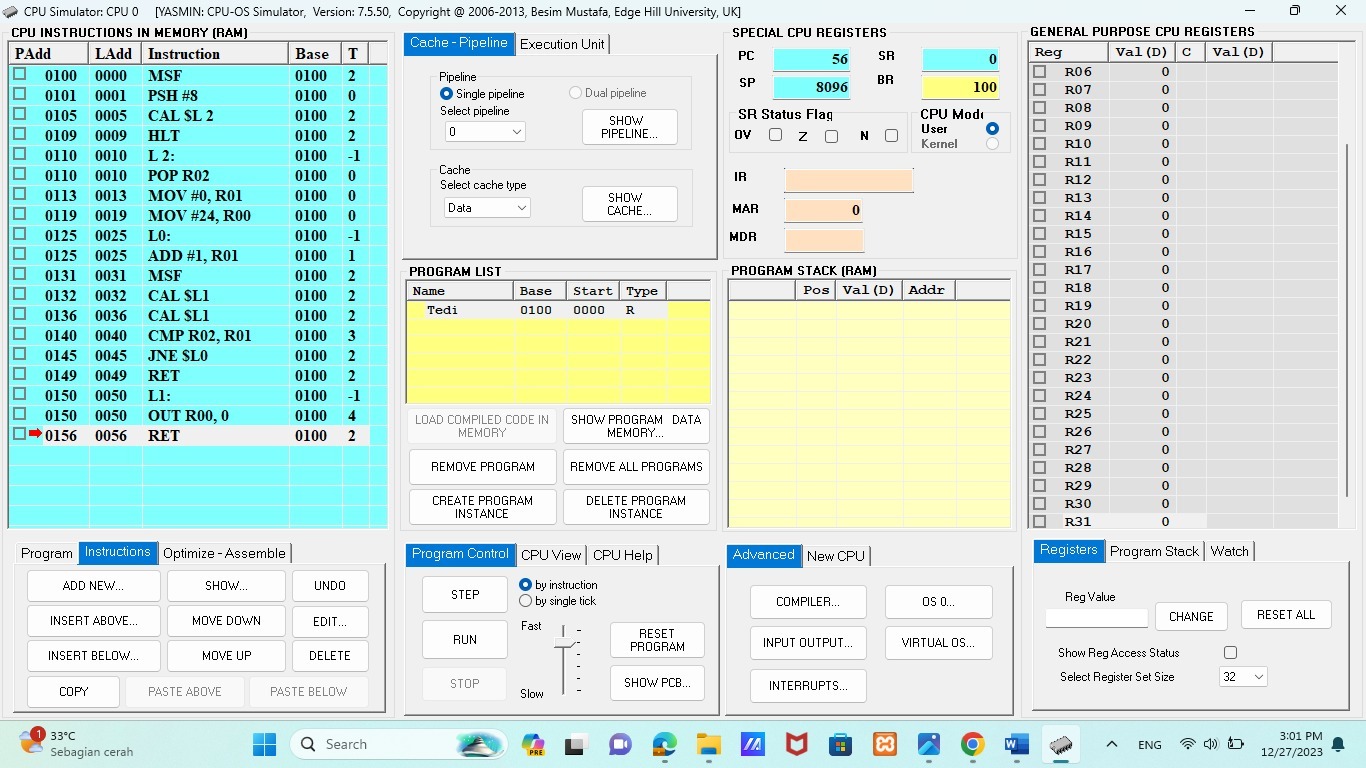 CPU Simulator: CPU 0 [YASMIN: CPU-OS Simulator, Version: 7.5.50, Copyright @ 2006-2013, Besim Mustafa, Edge Hill University, UK]
CPU INSTRUCTIONS IN MEMORY (RAM)
PAdd LAdd Instruction Base T
0100 0000 MSF 0100 2
0101 0001 PSH #8 0100 0
0105 0005 CAL $L 2 0100 2
0109 0009 HLT 0100 2
0110 0010 L 2: 0100 -1
0110 0010 POP R02 0100 0
0113 0013 MOV #0, R01 0100 0
0119 0019 MOV #24, R00 0100 0
0125 0025 L0: 0100 -1
0125 0025 ADD #1, R01 0100 1
0131 0031 MSF 0100 2
0132 0032 CAL $L1 0100 2
0136 0036 CAL $L1 0100 2
0140 0040 CMP R02, R01 0100 3
0145 0045 JNE $L0 0100 2
0149 0049 RET 0100 2
0150 0050 L1: 0100 -1
0150 0050 OUT R00, 0 0100 4
0156 0056 RET 0100 2
Program Instructions Optimize - Assemble
ADD NEW... SHOW... UNDO
INSERT ABOVE... MOVE DOWN EDIT...
INSERT BELOW... MOVE UP DELETE
COPY PASTE ABOVE PASTE BELOW
Cache - Pipeline Execution Unit
Pipeline
Single pipeline Dual pipeline
Select pipeline
0
SHOW
PIPELINE...
Cache
Select cache type
Data
SHOW
CACHE...
PROGRAM LIST
Name Base Start Type
Tedi 0100 0000 R
LOAD COMPILED CODE IN
MEMORY
SHOW PROGRAM DATA
MEMORY...
REMOVE PROGRAM REMOVE ALL PROGRAMS
CREATE PROGRAM
INSTANCE
DELETE PROGRAM
INSTANCE
Program Control CPU View CPU Help
STEP
RUN
STOP
by instruction
by single tick
Fast
Slow
RESET
PROGRAM
SHOW PCB...
SPECIAL CPU REGISTERS
PC 56 SR 0
SP 8096 BR 100
SR Status Flag
OV Z N
CPU Mode
User
Kernel
IR
MAR 0
MDR
PROGRAM STACK (RAM)
Pos Val(D) Addr
Advanced New CPU
COMPILER... OS 0...
INPUT OUTPUT... VIRTUAL OS...
INTERRUPTS...
GENERAL PURPOSE CPU REGISTERS
Reg Val(D) C Val(D)
R06 0
R07 0
R08 0
R09 0
R10 0
R11 0
R12 0
R13 0
R14 0
R15 0
R16 0
R17 0
R18 0
R19 0
R20 0
R21 0
R22 0
R23 0
R24 0
R25 0
R26 0
R27 0
R28 0
R29 0
R30 0
R31 0
Registers Program Stack Watch
Reg Value
CHANGE RESET ALL
Show Reg Access Status
Select Register Set Size 32
1
33°C
Sebagian cerah
Search
PRE
ENG
3:01 PM
12/27/2023